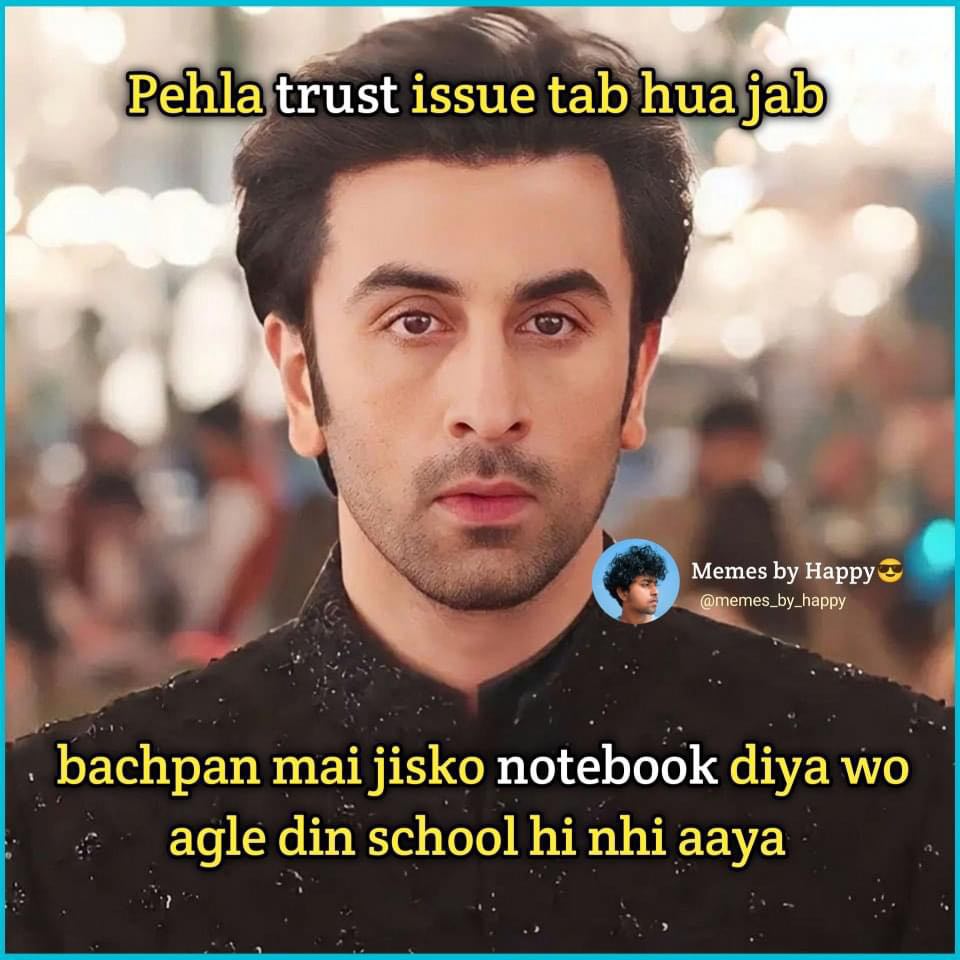 Pehla trust issue tab hua jab
Memes by Happy😎
@memes_by_happy
bachpan mai jisko notebook diya wo
agle din school hi nhi aaya